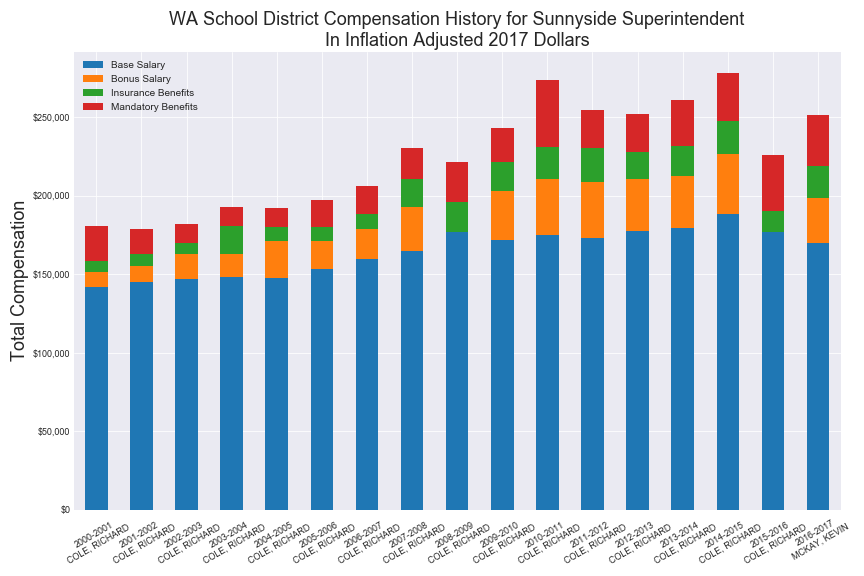 WA School District Compensation History for Sunnyside Superintendent
In Inflation Adjusted 2017 Dollars
Base Salary
Bonus Salary
Insurance Benefits
Mandatory Benefits
Total Compensation
$250,000
$200,000
$150,000
$100,000
$50,000
$0
2000-2001
COLE, RICHARD
2001-2002
COLE, RICHARD
2002-2003
COLE, RICHARD
2003-2004
COLE, RICHARD
2004-2005
COLE, RICHARD
2005-2006
COLE, RICHARD
2006-2007
COLE, RICHARD
2007-2008
COLE, RICHARD
2008-2009
COLE, RICHARD
2009-2010
COLE, RICHARD
2010-2011
COLE, RICHARD
2011-2012
COLE, RICHARD
2012-2013
COLE, RICHARD
2013-2014
COLE, RICHARD
2014-2015
COLE, RICHARD
2015-2016
COLE, RICHARD
2016-2017
MCKAY, KEVIN